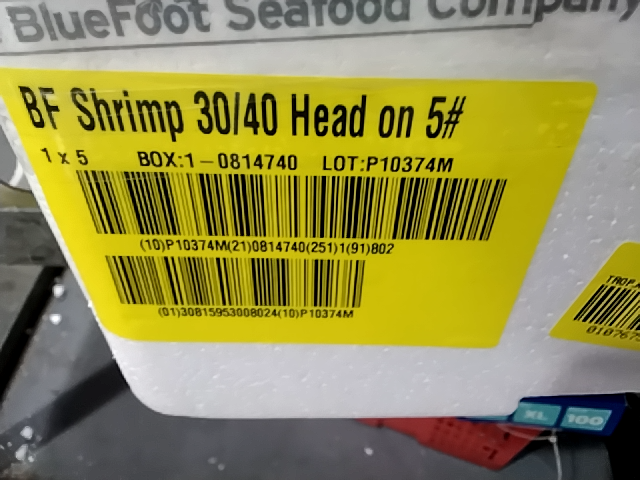 BlueFoot Seafood Company
BF Shrimp 30/40 Head on 5#
1 x 5 BOX:1-0814740 LOT:P10374M
(10)P10374M(21)0814740(251)1(91)802
(01)30815953008024(10)P10374M
XL 100